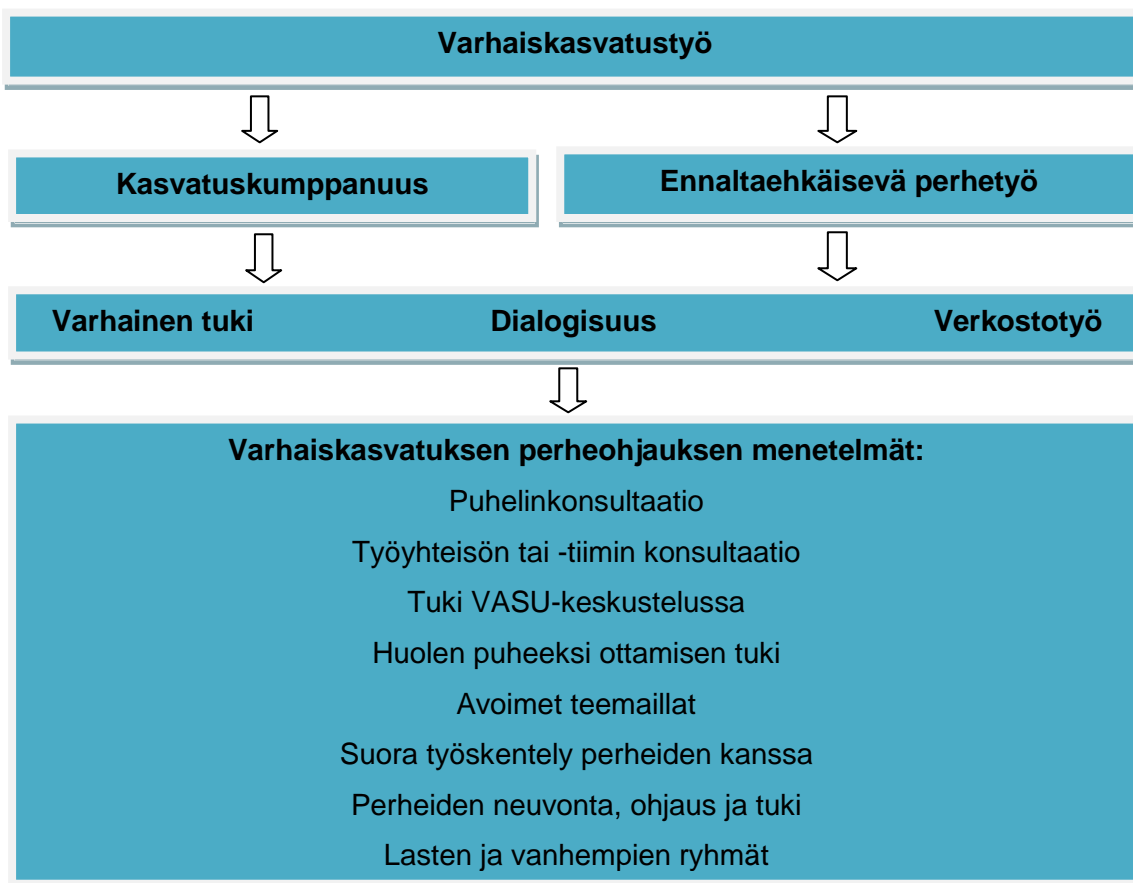 Varhaiskasvatustyö
Kasvatuskumppanuus
Ennaltaehkäisevä perhetyö
Varhainen tuki Dialogisuus Verkostotyö
Varhaiskasvatuksen perheohjauksen menetelmät:
Puhelinkonsultaatio
Työyhteisön tai -tiimin konsultaatio
Tuki VASU-keskustelussa
Huolen puheeksi ottamisen tuki
Avoimet teemaillat
Suora työskentely perheiden kanssa
Perheiden neuvonta, ohjaus ja tuki
Lasten ja vanhempien ryhmät